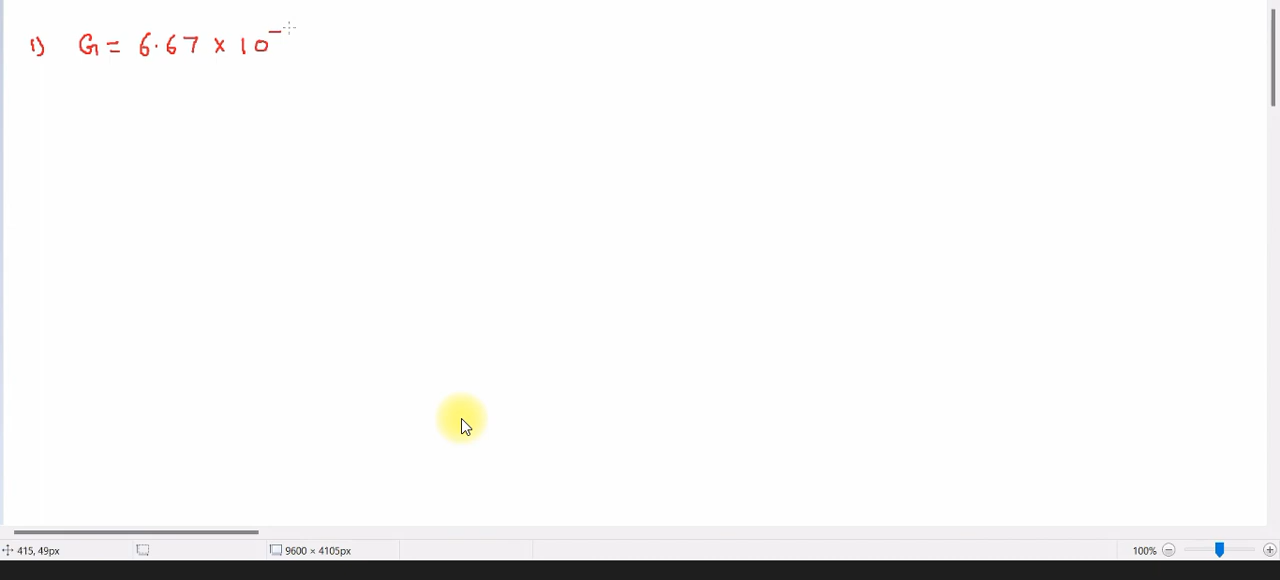 1) G = 6.67 × 10⁻
415, 49px
9600 × 4105px
100%